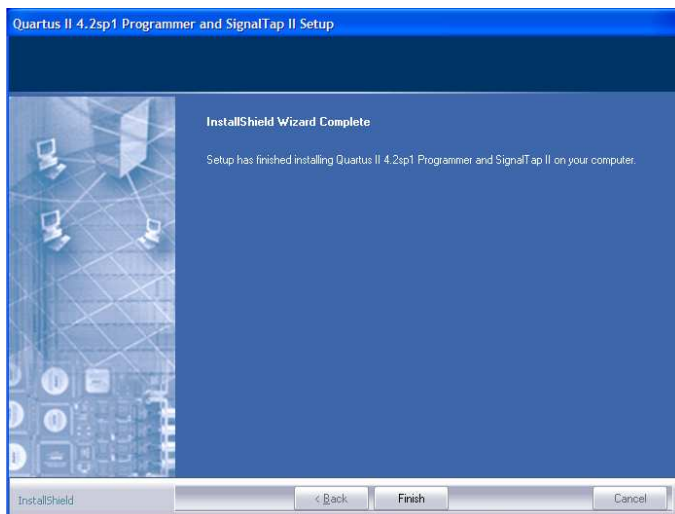 Quartus II 4.2sp1 Programmer and SignalTap II Setup
InstallShield Wizard Complete
Setup has finished installing Quartus II 4.2sp1 Programmer and SignalTap II on your computer.
InstallShield
< Back
Finish
Cancel